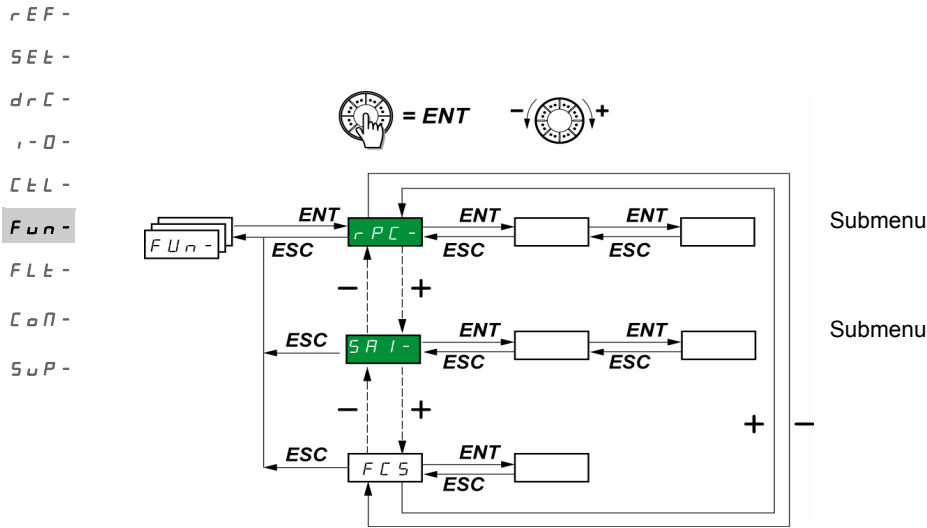 rEF-
SEt-
drC-
I-O-
CtL-
Fun-
FLt-
CoM-
SuP-
= ENT
- +
FUn-
ENT
ESC
rPC-
ENT
ESC
ENT
ESC
Submenu
- +
ESC
SAI-
ENT
ESC
ENT
ESC
Submenu
- +
+ -
ESC
FCS
ENT
ESC